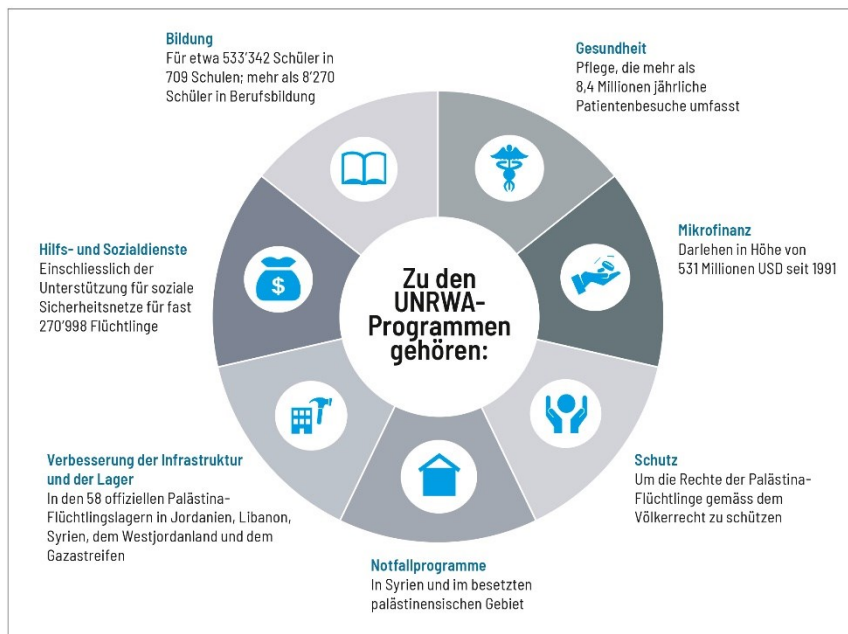 Bildung
Für etwa 533'342 Schüler in
709 Schulen; mehr als 8'270
Schüler in Berufsbildung
Gesundheit
Pflege, die mehr als
8,4 Millionen jährliche
Patientenbesuche umfasst
Mikrofinanz
Darlehen in Höhe von
531 Millionen USD seit 1991
Hilfs- und Sozialdienste
Einschliesslich der
Unterstützung für soziale
Sicherheitsnetze für fast
270'998 Flüchtlinge
$
Zu den
UNRWA-
Programmen
gehören:
Verbesserung der Infrastruktur
und der Lager
In den 58 offiziellen Palästina-
Flüchtlingslagern in Jordanien, Libanon,
Syrien, dem Westjordanland und dem
Gazastreifen
Schutz
Um die Rechte der Palästina-
Flüchtlinge gemäss dem
Völkerrecht zu schützen
Notfallprogramme
In Syrien und im besetzten
palästinensischen Gebiet